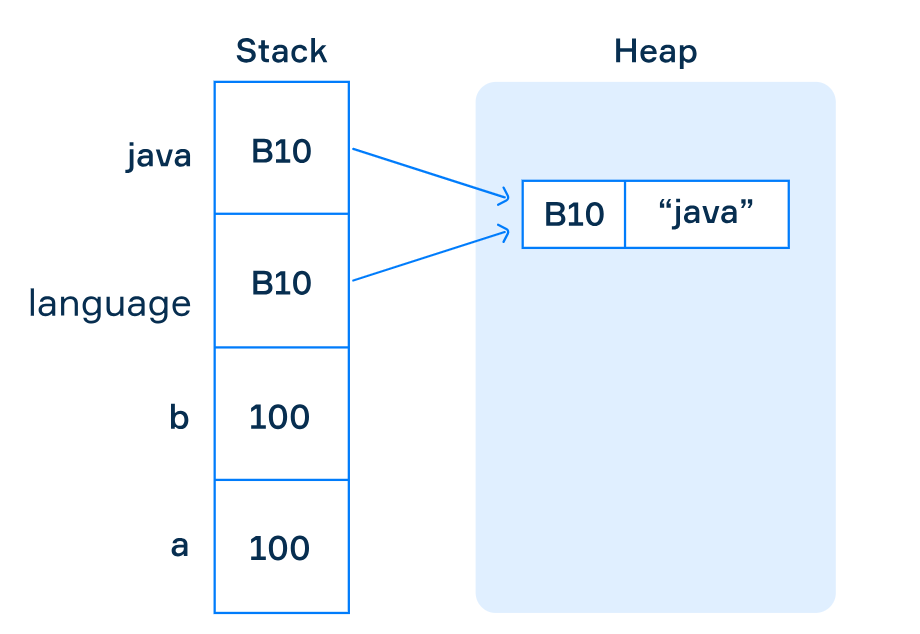 Stack
Heap
java
B10
B10
“java”
language
B10
b
100
a
100